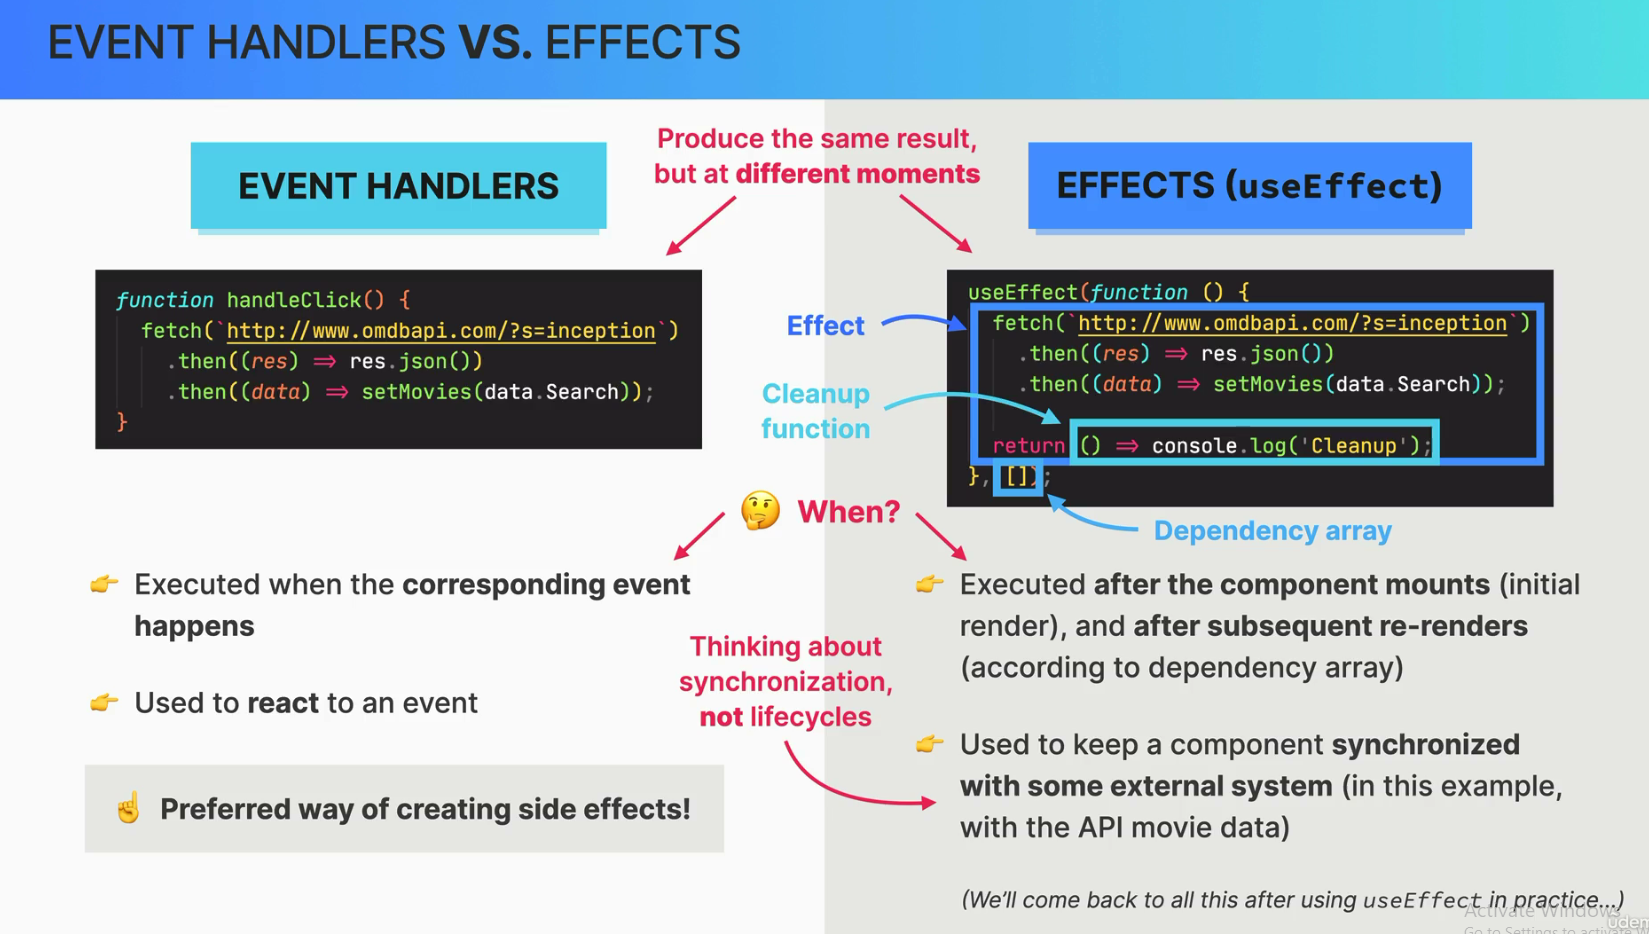 EVENT HANDLERS VS. EFFECTS
Produce the same result,
but at different moments
EVENT HANDLERS
EFFECTS (useEffect)
function handleClick() {
fetch(`http://www.omdbapi.com/?s=inception`)
.then((res) => res.json())
.then((data) => setMovies(data.Search));
}
useEffect(function () {
fetch(`http://www.omdbapi.com/?s=inception`)
.then((res) => res.json())
.then((data) => setMovies(data.Search));
return () => console.log('Cleanup');
}, []);
Effect
Cleanup
function
Dependency array
🤔 When?
👉 Executed when the corresponding event
happens
👉 Used to react to an event
☝️ Preferred way of creating side effects!
Thinking about
synchronization,
not lifecycles
👉 Executed after the component mounts (initial
render), and after subsequent re-renders
(according to dependency array)
👉 Used to keep a component synchronized
with some external system (in this example,
with the API movie data)
(We'll come back to all this after using useEffect in practice...)
Activate Windows
Go to Settings to activate